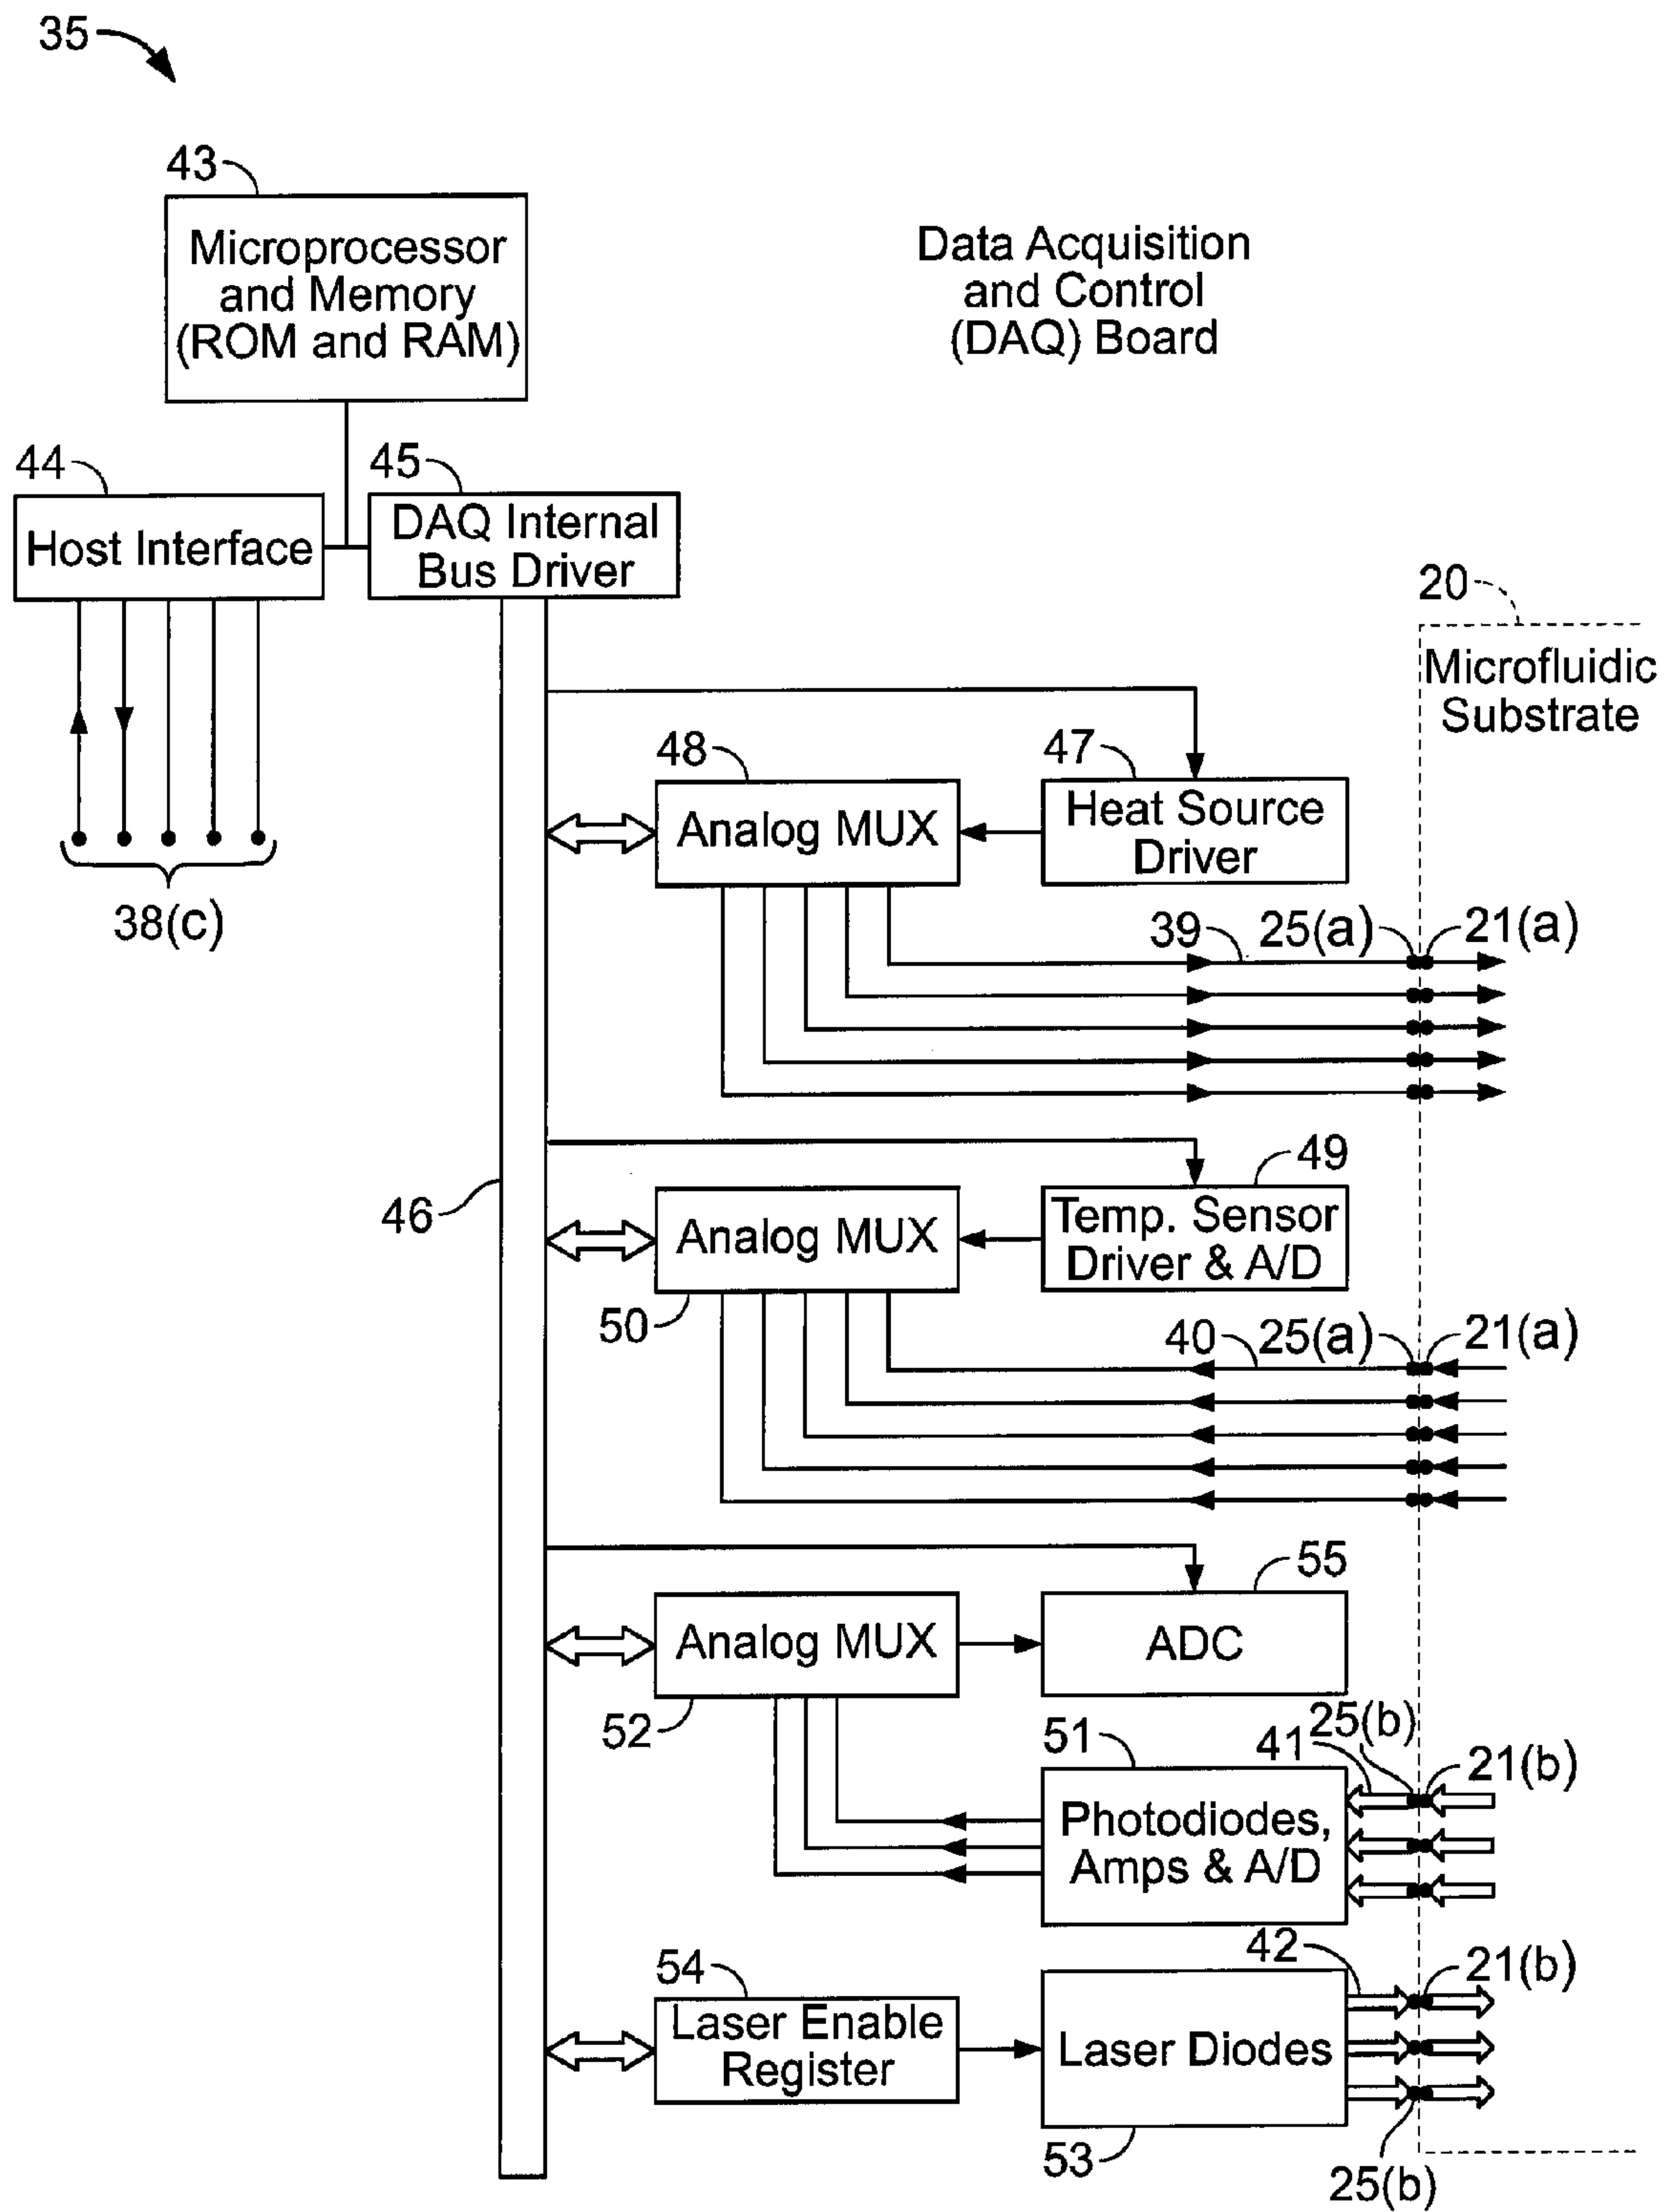 35
43
Microprocessor
and Memory
(ROM and RAM)
Data Acquisition
and Control
(DAQ) Board
44
Host Interface
45
DAQ Internal
Bus Driver
38(c)
20
Microfluidic
Substrate
48
Analog MUX
47
Heat Source
Driver
39
25(a)
21(a)
46
Analog MUX
50
49
Temp. Sensor
Driver & A/D
40
25(a)
21(a)
Analog MUX
52
55
ADC
51
Photodiodes,
Amps & A/D
41
25(b)
21(b)
54
Laser Enable
Register
Laser Diodes
53
42
21(b)
25(b)